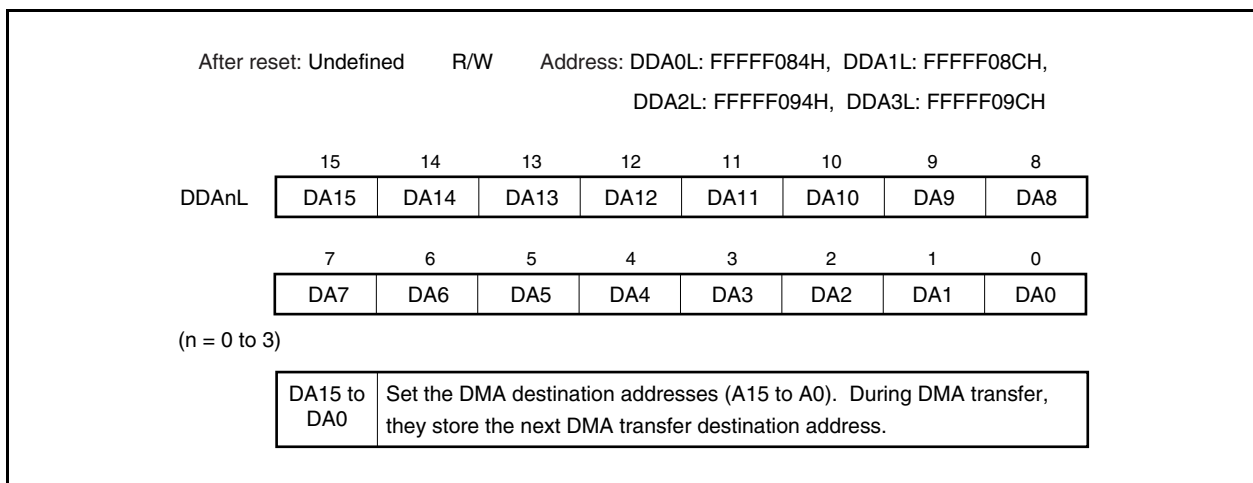 After reset: Undefined R/W Address: DDA0L: FFFFF084H, DDA1L: FFFFF08CH,
DDA2L: FFFFF094H, DDA3L: FFFFF09CH
15 14 13 12 11 10 9 8
DDAnL DA15 DA14 DA13 DA12 DA11 DA10 DA9 DA8
7 6 5 4 3 2 1 0
DA7 DA6 DA5 DA4 DA3 DA2 DA1 DA0
(n = 0 to 3)
DA15 to DA0
Set the DMA destination addresses (A15 to A0). During DMA transfer,
they store the next DMA transfer destination address.